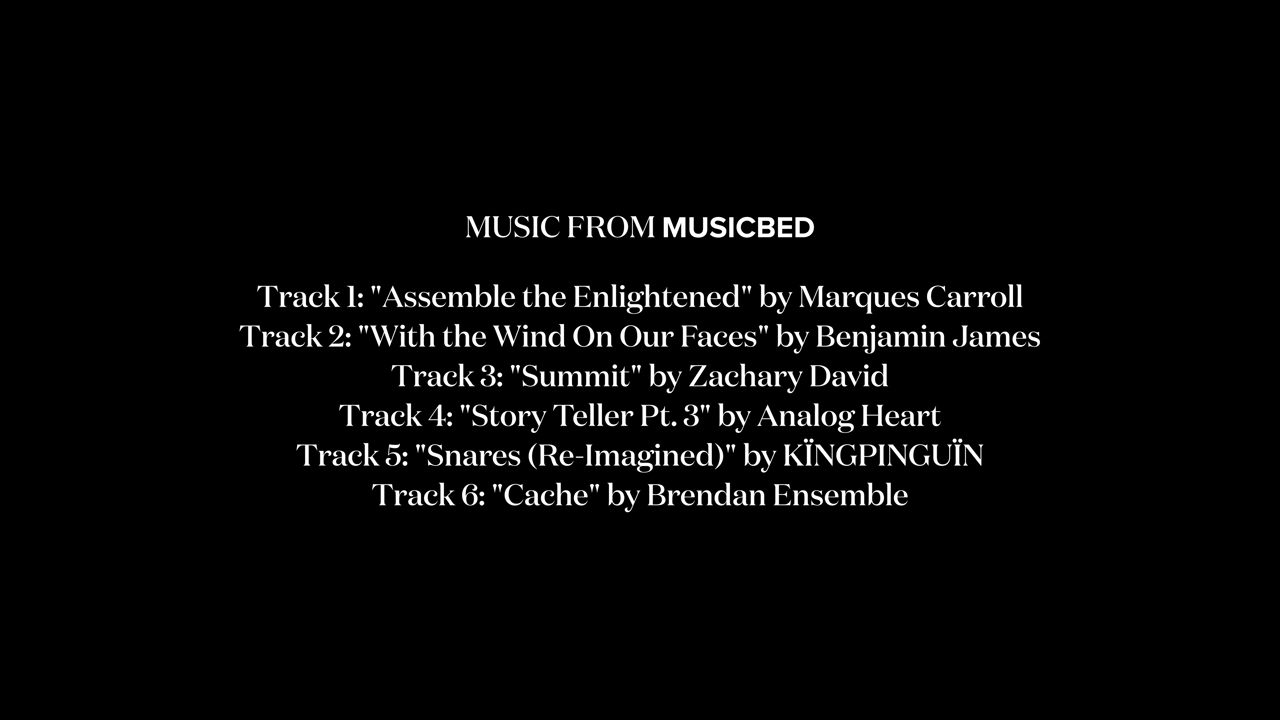 MUSIC FROM MUSICBED
Track 1: "Assemble the Enlightened" by Marques Carroll
Track 2: "With the Wind On Our Faces" by Benjamin James
Track 3: "Summit" by Zachary David
Track 4: "Story Teller Pt. 3" by Analog Heart
Track 5: "Snares (Re-Imagined)" by KÏNGPINGUÏN
Track 6: "Cache" by Brendan Ensemble